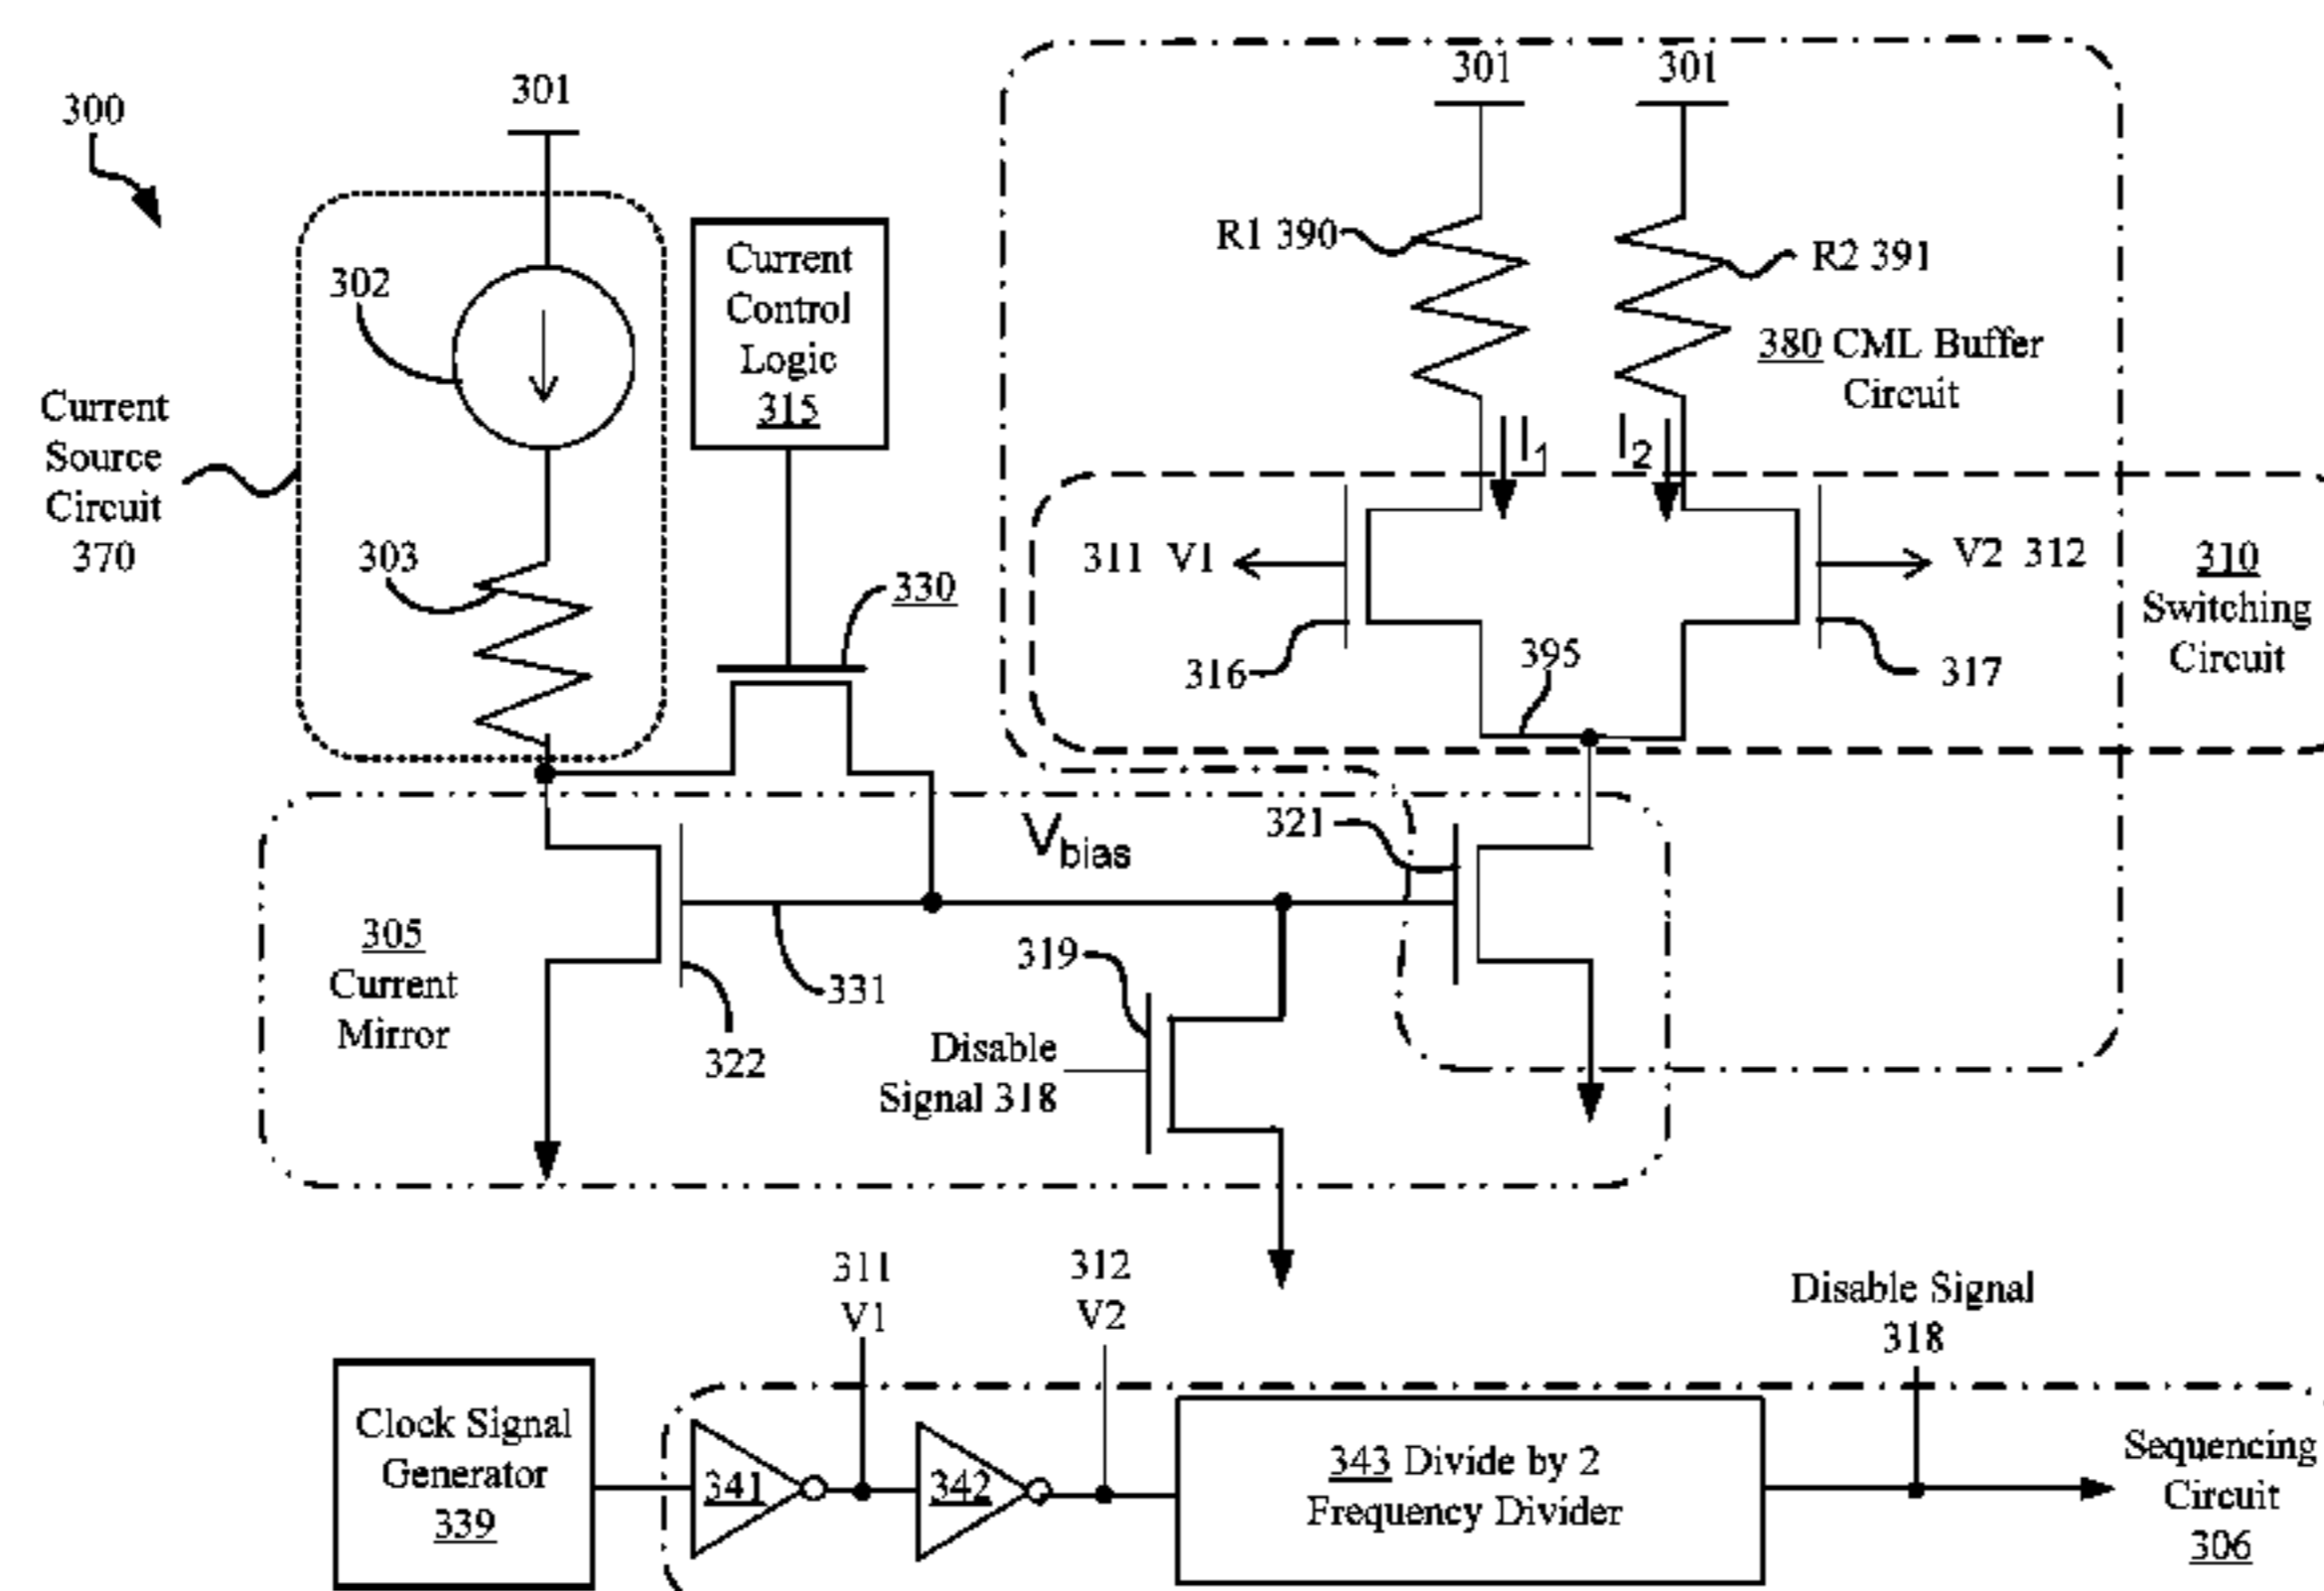 300
301
301
301
302
Current
Control
Logic
315
R1 390
R2 391
380 CML Buffer
Circuit
Current
Source
Circuit
370
I1
I2
303
330
311 V1
V2 312
310
Switching
Circuit
316
395
317
Vbias
321
305
Current
Mirror
331
322
319
Disable
Signal 318
311
V1
312
V2
Disable Signal
318
Clock Signal
Generator
339
341
342
343 Divide by 2
Frequency Divider
Sequencing
Circuit
306